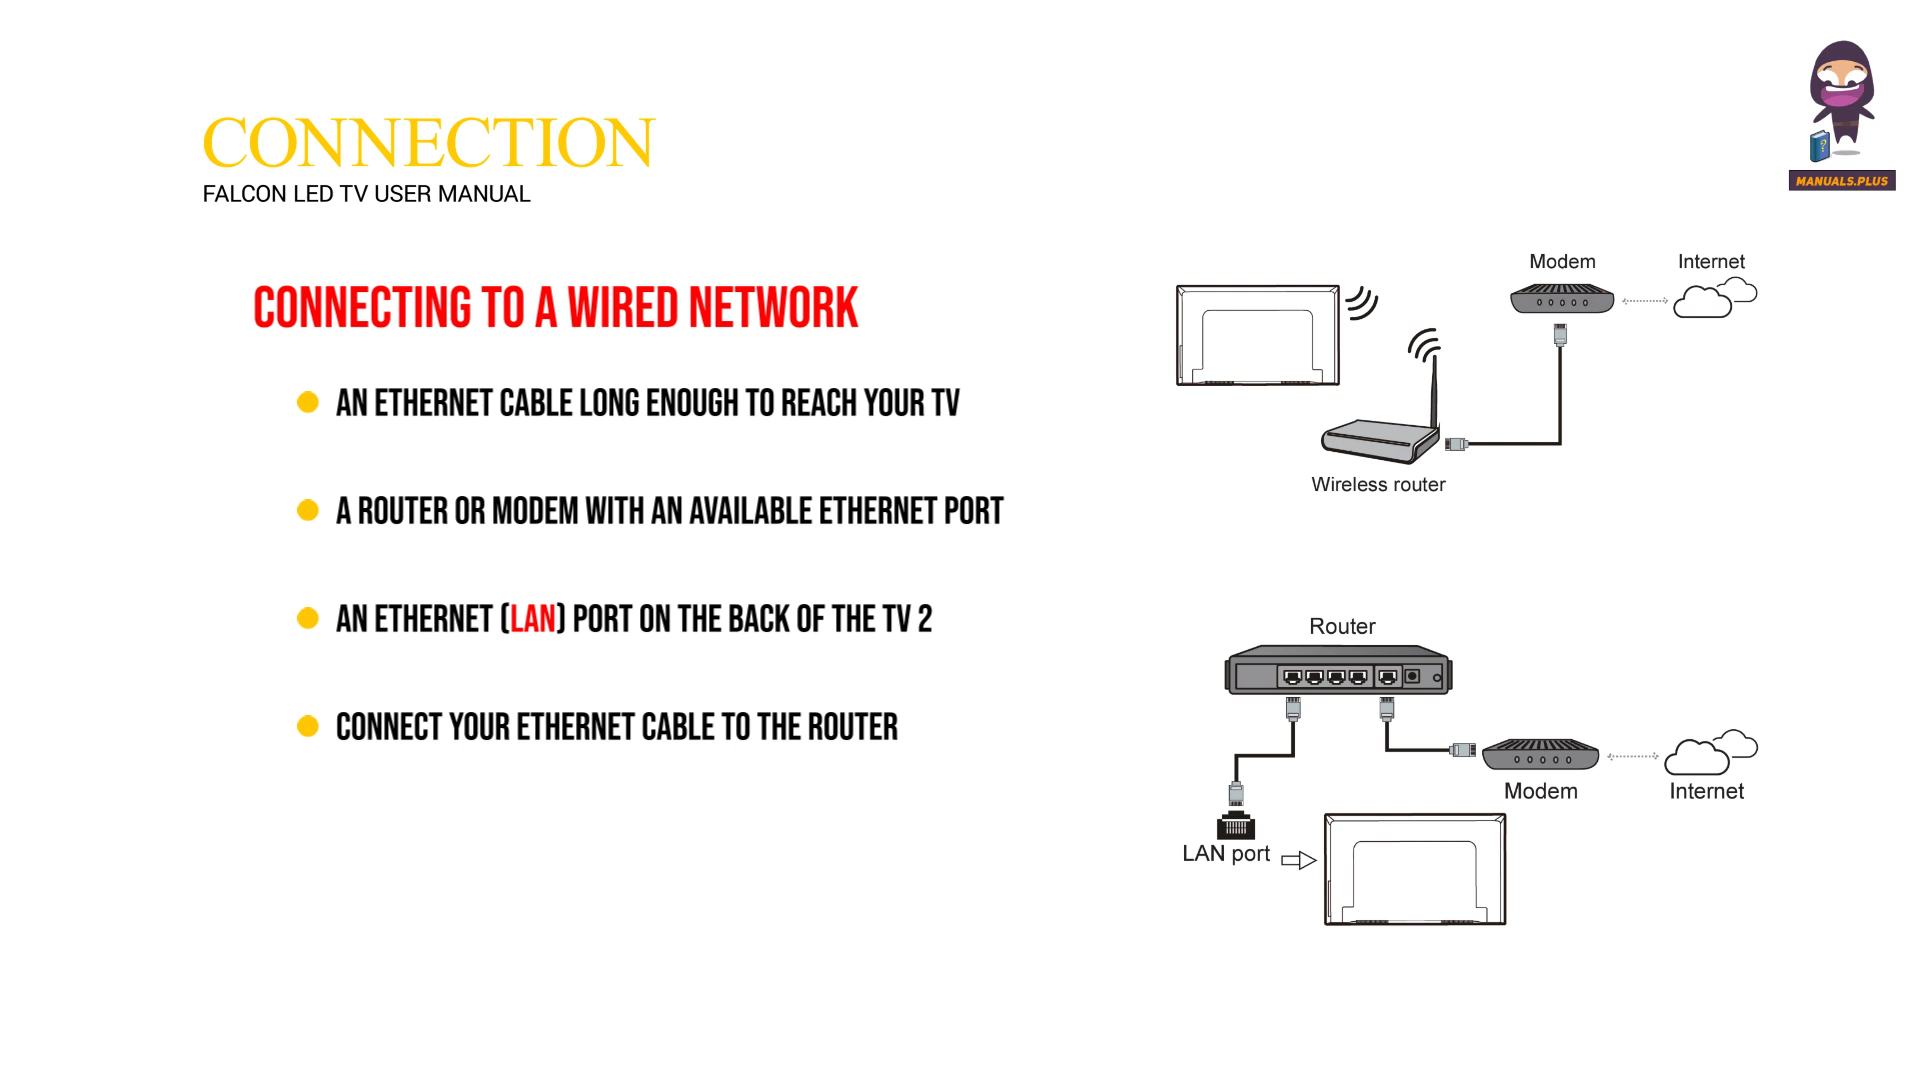 CONNECTION
FALCON LED TV USER MANUAL
MANUALS.PLUS
CONNECTING TO A WIRED NETWORK
AN ETHERNET CABLE LONG ENOUGH TO REACH YOUR TV
A ROUTER OR MODEM WITH AN AVAILABLE ETHERNET PORT
AN ETHERNET (LAN) PORT ON THE BACK OF THE TV 2
CONNECT YOUR ETHERNET CABLE TO THE ROUTER
Modem
Internet
Wireless router
Router
Modem
Internet
LAN port